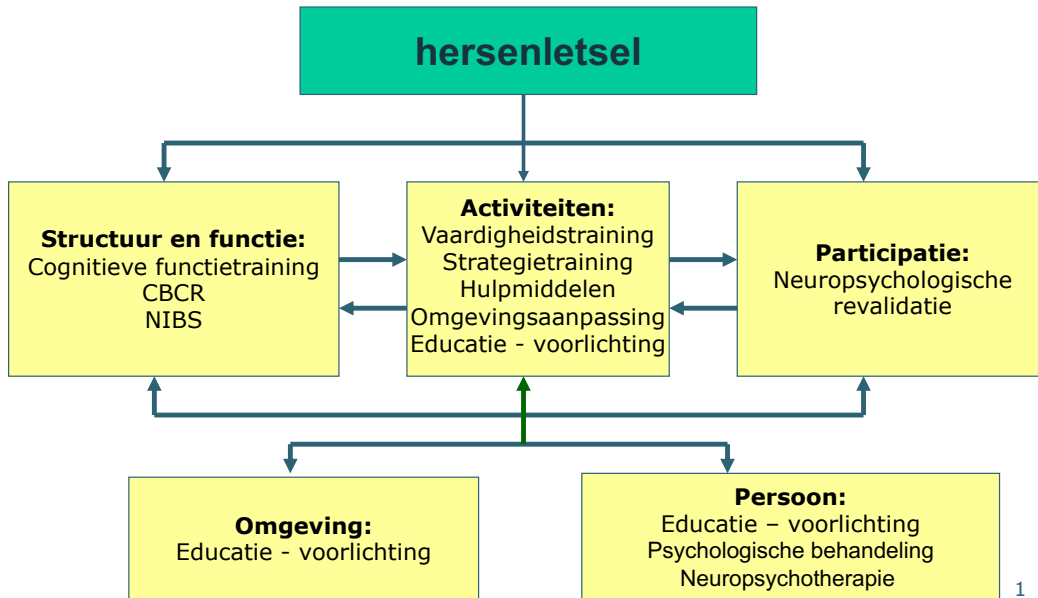 hersenletsel
Structuur en functie:
Cognitieve functietraining
CBCR
NIBS
Activiteiten:
Vaardigheidstraining
Strategietraining
Hulpmiddelen
Omgevingsaanpassing
Educatie - voorlichting
Participatie:
Neuropsychologische
revalidatie
Omgeving:
Educatie - voorlichting
Persoon:
Educatie – voorlichting
Psychologische behandeling
Neuropsychotherapie
1